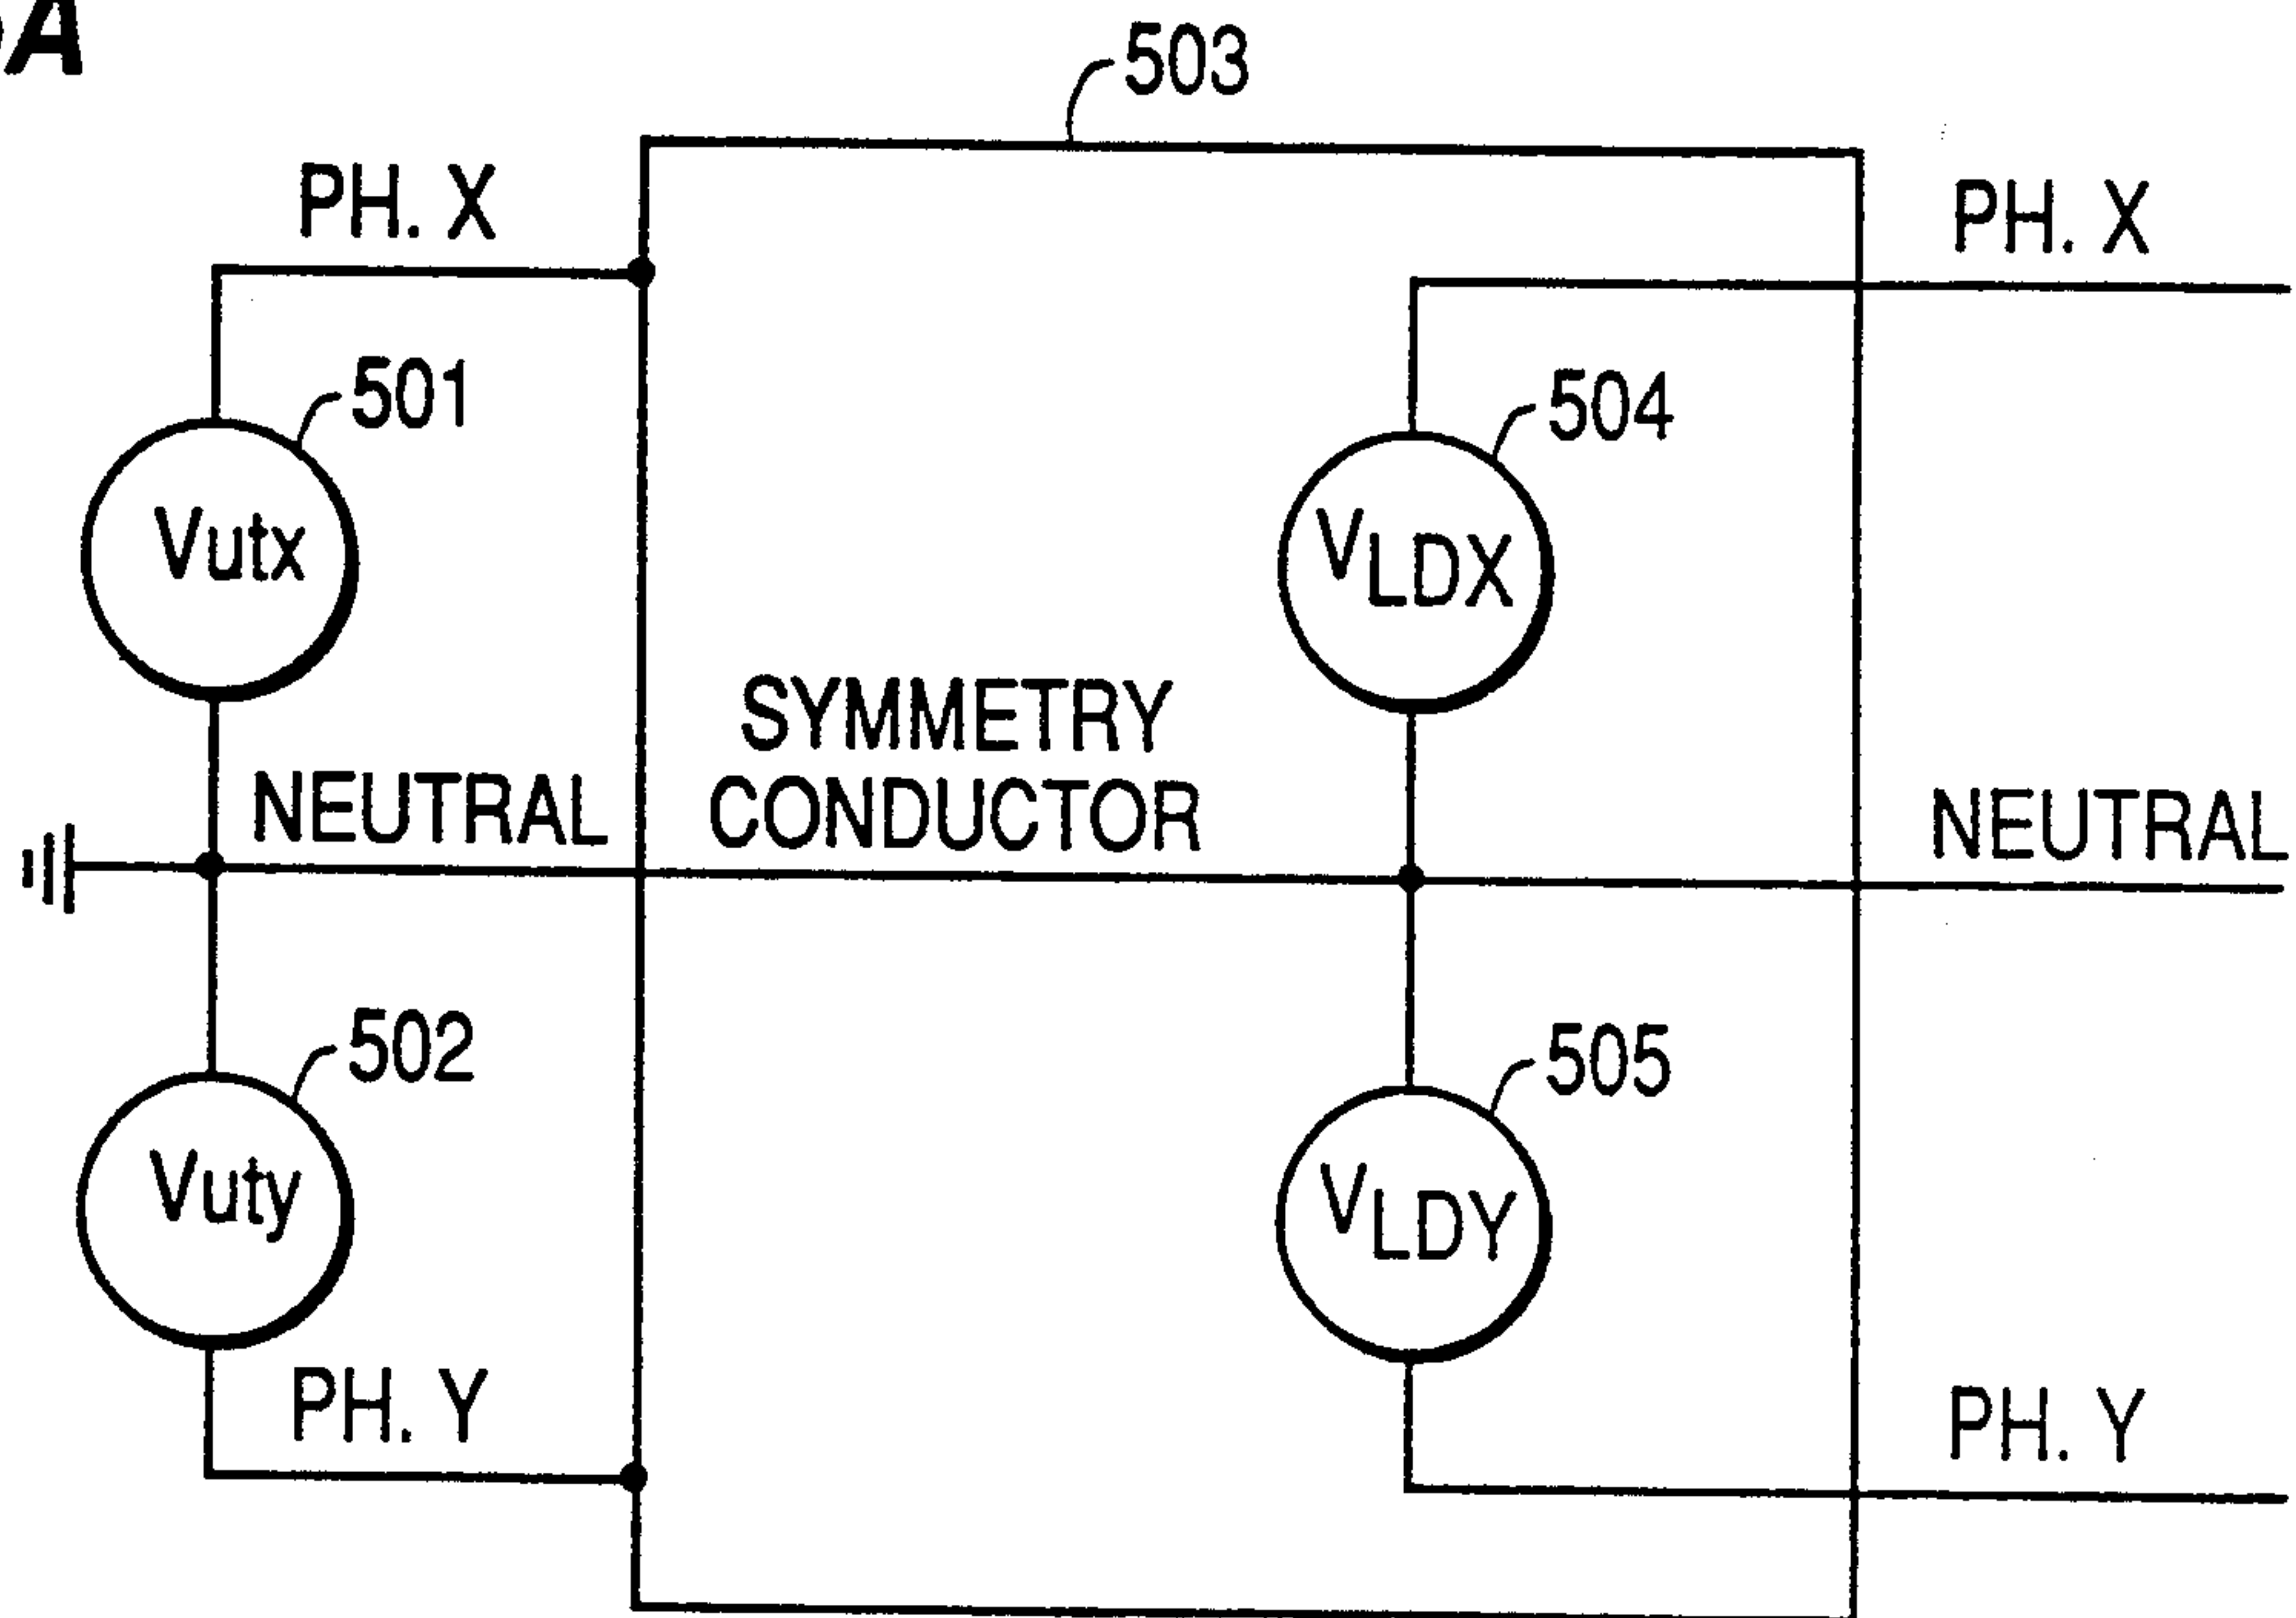 A
503
PH. X
PH. X
501
504
Vutx
VLDX
SYMMETRY
CONDUCTOR
NEUTRAL
NEUTRAL
502
505
Vuty
VLDY
PH. Y
PH. Y